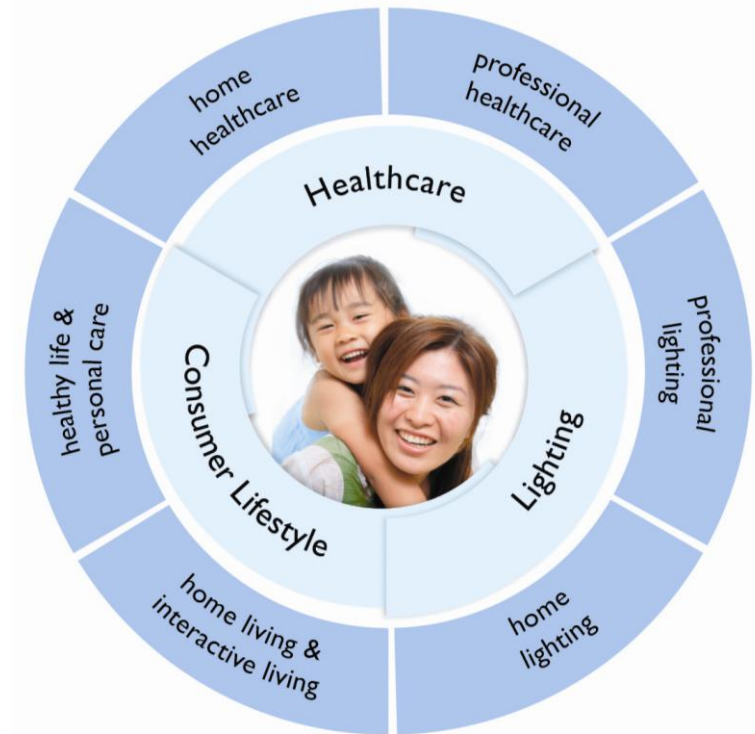 home
healthcare
professional
healthcare
Healthcare
healthy life &
personal care
Consumer Lifestyle
Lighting
professional
lighting
home living &
interactive living
home
lighting